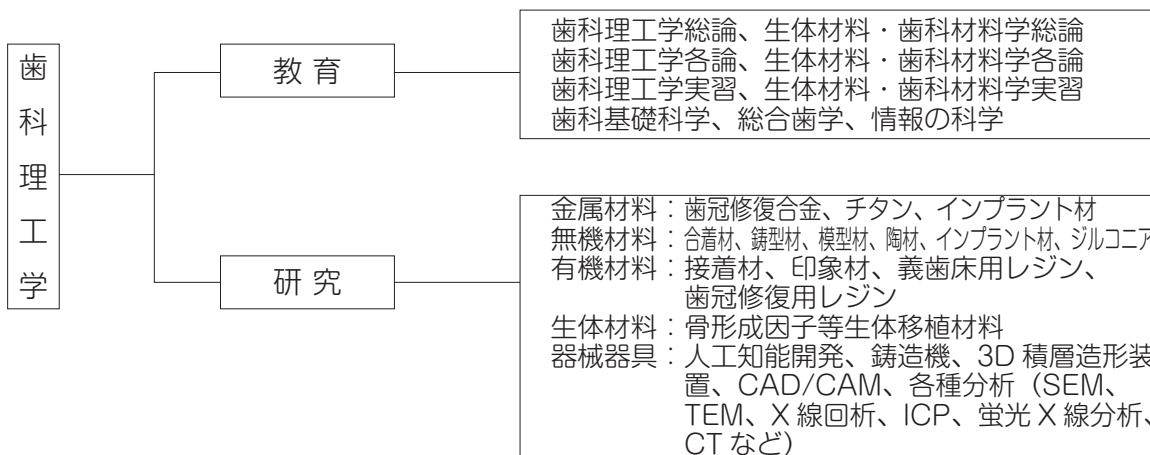 歯科理工学
教 育
歯科理工学総論、生体材料・歯科材料学総論
歯科理工学各論、生体材料・歯科材料学各論
歯科理工学実習、生体材料・歯科材料学実習
歯科基礎科学、総合歯学、情報の科学
研 究
金属材料：歯冠修復合金、チタン、インプラント材
無機材料：合着材、鋳型材、模型材、陶材、インプラント材、ジルコニア
有機材料：接着材、印象材、義歯床用レジン、
歯冠修復用レジン
生体材料：骨形成因子等生体移植材料
器械器具：人工知能開発、鋳造機、3D 積層造形装
置、CAD/CAM、各種分析（SEM、
TEM、X 線回析、ICP、蛍光 X 線分析、
CT など）